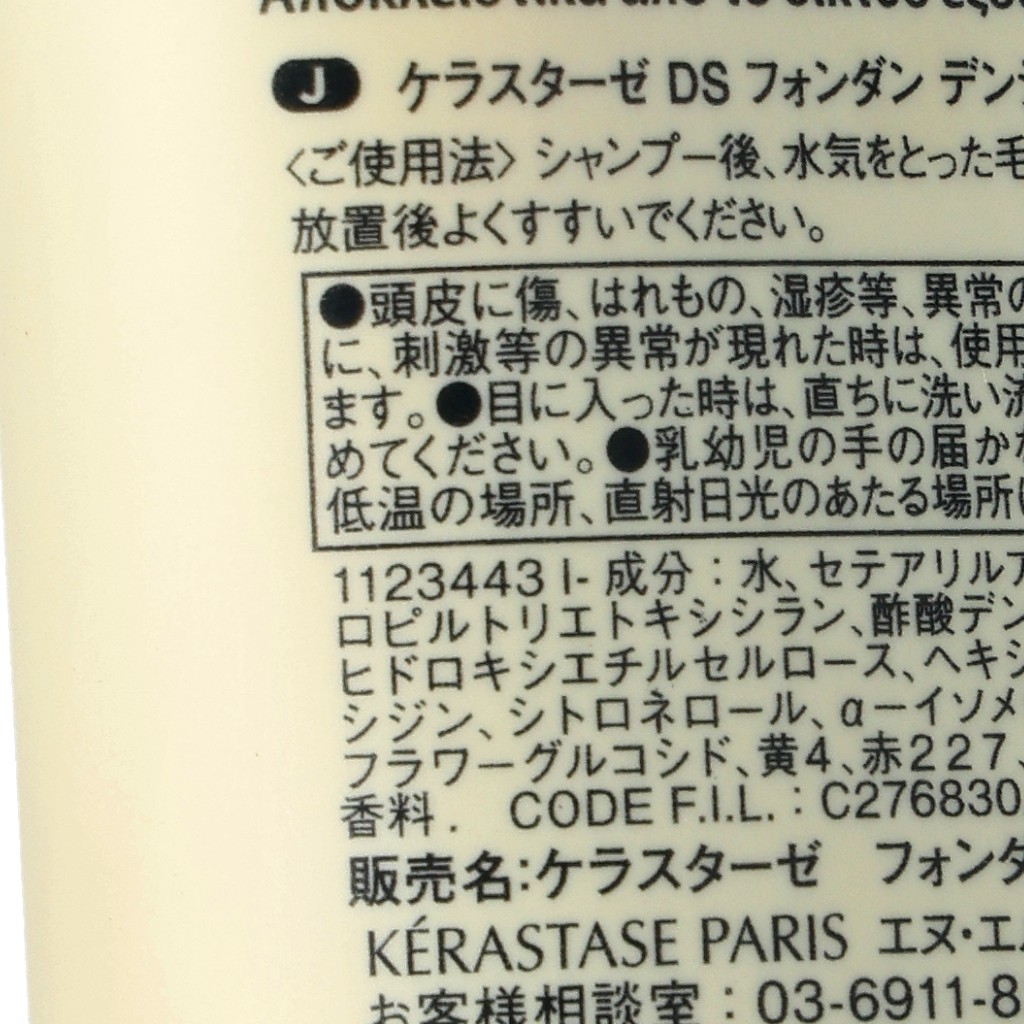 από το
J ケラスターゼ DS フォンダン デン
〈ご使用法〉シャンプー後、水気をとった毛
放置後よくすすいでください。
●頭皮に傷、はれもの、湿疹等、異常の
に、刺激等の異常が現れた時は、使用
ます。●目に入った時は、直ちに洗い流
めてください。●乳幼児の手の届かな
低温の場所、直射日光のあたる場所に
1123443 I- 成分：水、セテアリルア
ロピルトリエトキシシラン、酢酸デン
ヒドロキシエチルセルロース、ヘキシ
シジン、シトロネロール、α－イソメ
フラワーグルコシド、黄4、赤227、
香料. CODE F.I.L.：C276830
販売名:ケラスターゼ フォンダ
KÉRASTASE PARIS エヌ・エ
お客様相談室：03-6911-8